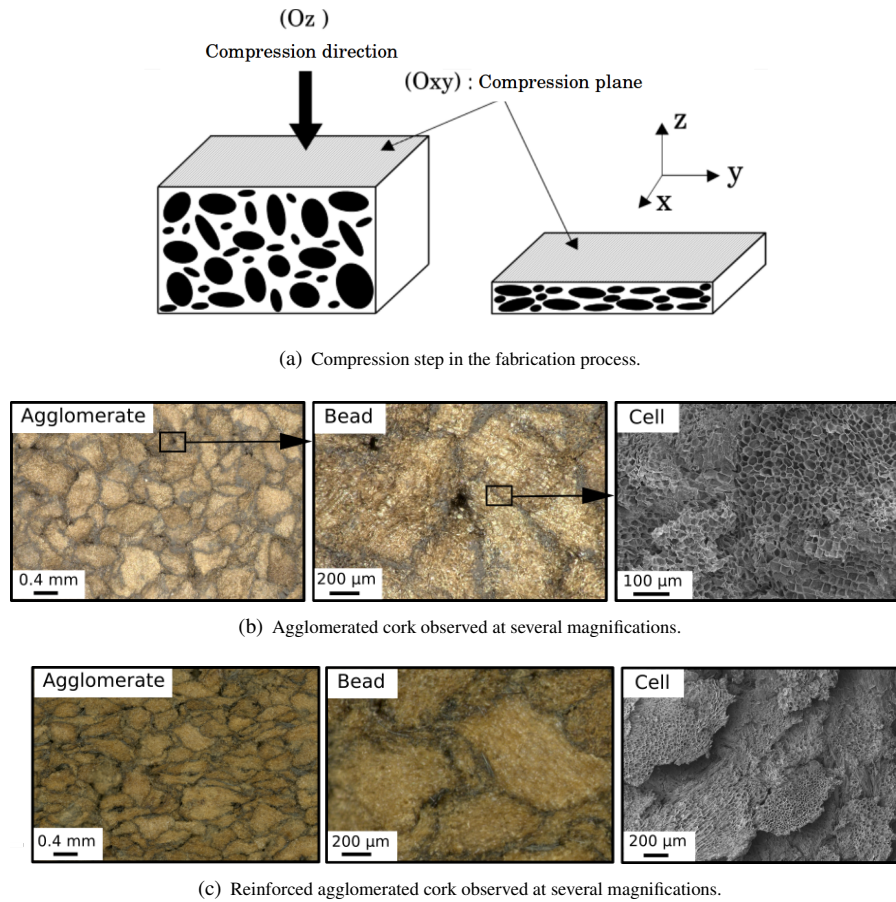 (Oz )
Compression direction
(Oxy) : Compression plane
z
y
x
(a) Compression step in the fabrication process.
Agglomerate
Bead
Cell
0.4 mm
200 µm
100 µm
(b) Agglomerated cork observed at several magnifications.
Agglomerate
Bead
Cell
0.4 mm
200 µm
200 µm
(c) Reinforced agglomerated cork observed at several magnifications.